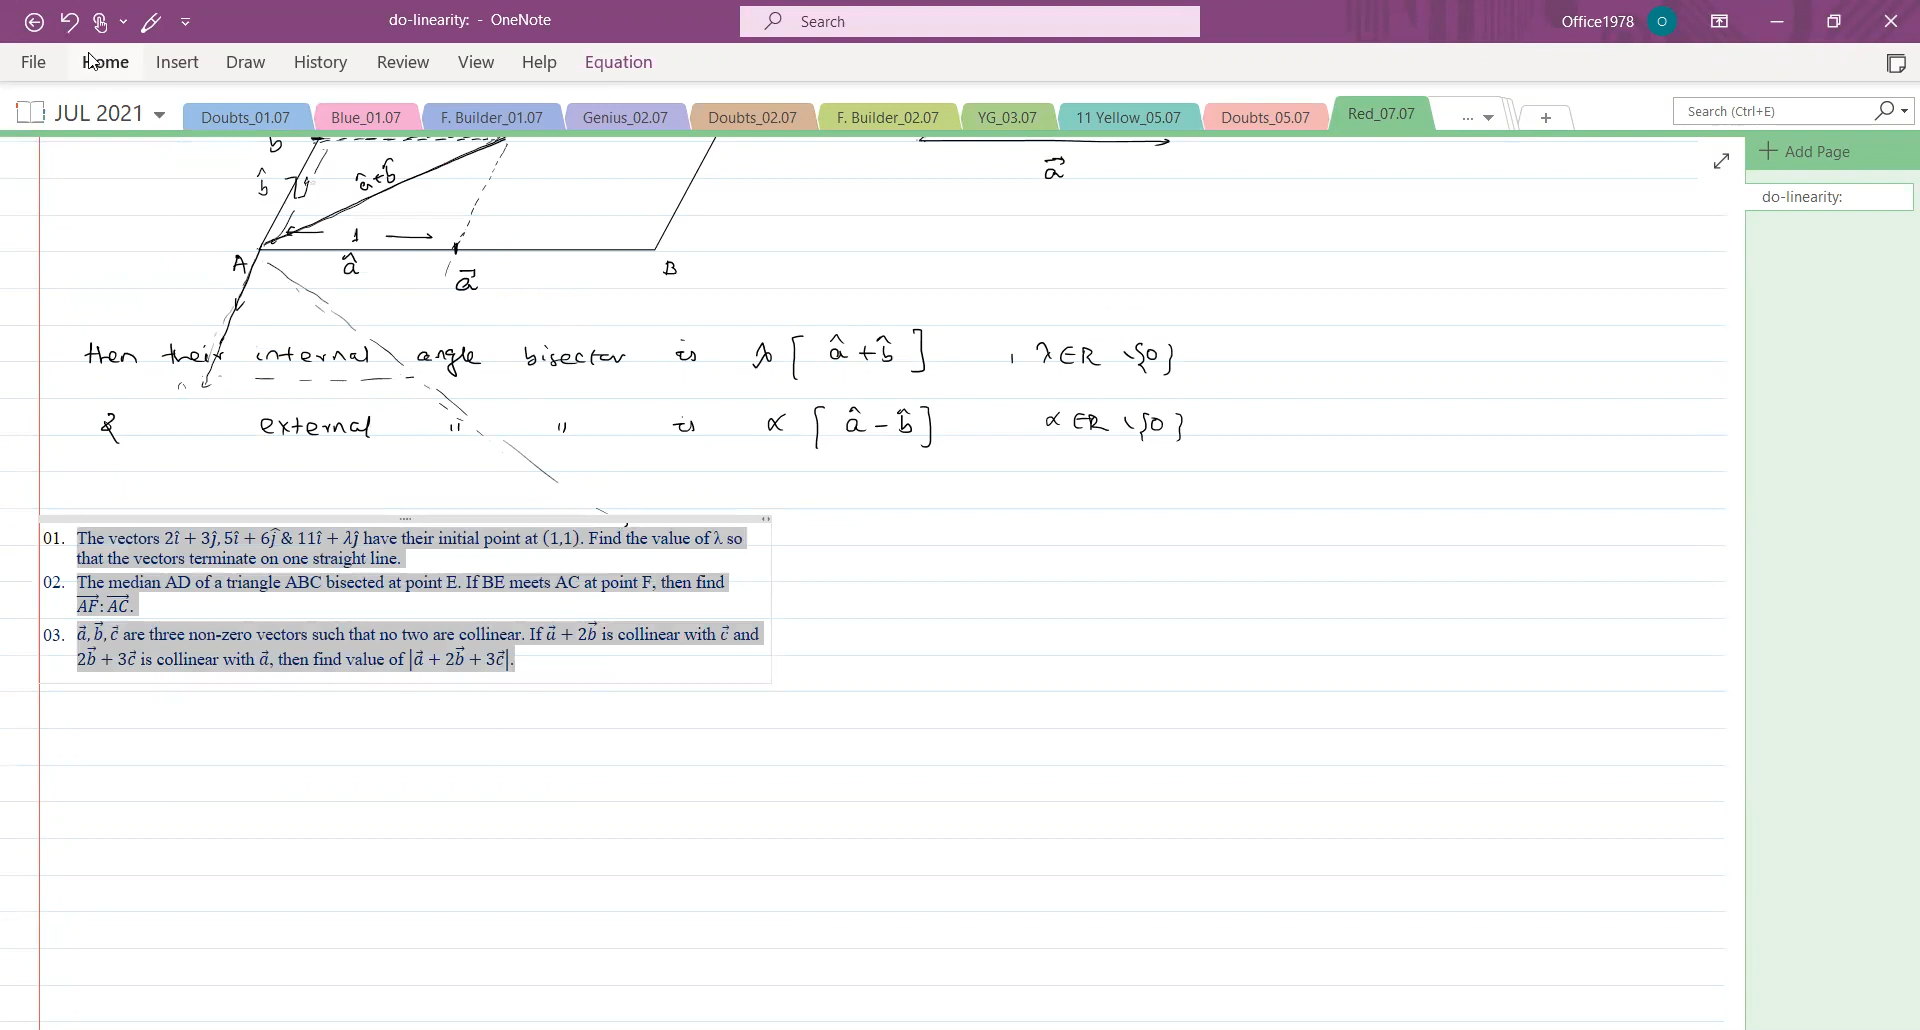 do-linearity: - OneNote
Search
Office1978
O
File Home Insert Draw History Review View Help Equation
JUL 2021
Doubts_01.07 Blue_01.07 F. Builder_01.07 Genius_02.07 Doubts_02.07 F. Builder_02.07 YG_03.07 11 Yellow_05.07 Doubts_05.07 Red_07.07 ... +
Search (Ctrl+E)
Add Page
do-linearity:
b
b̂
â+b̂
a⃗
1
A
â
a⃗
B
then their internal angle bisector is λ [ â + b̂ ] , λ ∈ R \{0}
& external " " is ∝ [ â − b̂ ] ∝ ∈ R \{0}
01. The vectors 2î + 3ĵ, 5î + 6ĵ & 11î + λĵ have their initial point at (1,1). Find the value of λ so
that the vectors terminate on one straight line.
02. The median AD of a triangle ABC bisected at point E. If BE meets AC at point F, then find
A͞F⃗: A͞C⃗.
03. a⃗, b⃗, c⃗ are three non-zero vectors such that no two are collinear. If a⃗ + 2b⃗ is collinear with c⃗ and
2b⃗ + 3c⃗ is collinear with a⃗, then find value of |a⃗ + 2b⃗ + 3c⃗|.